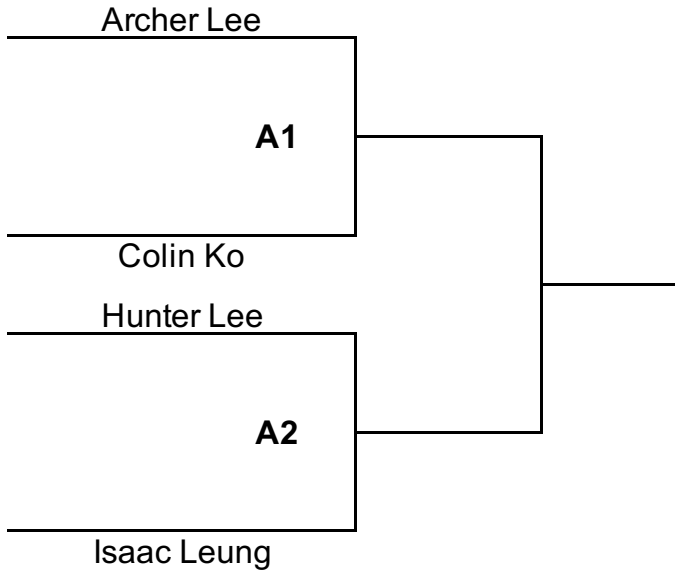 Archer Lee
A1
Colin Ko
Hunter Lee
A2
Isaac Leung